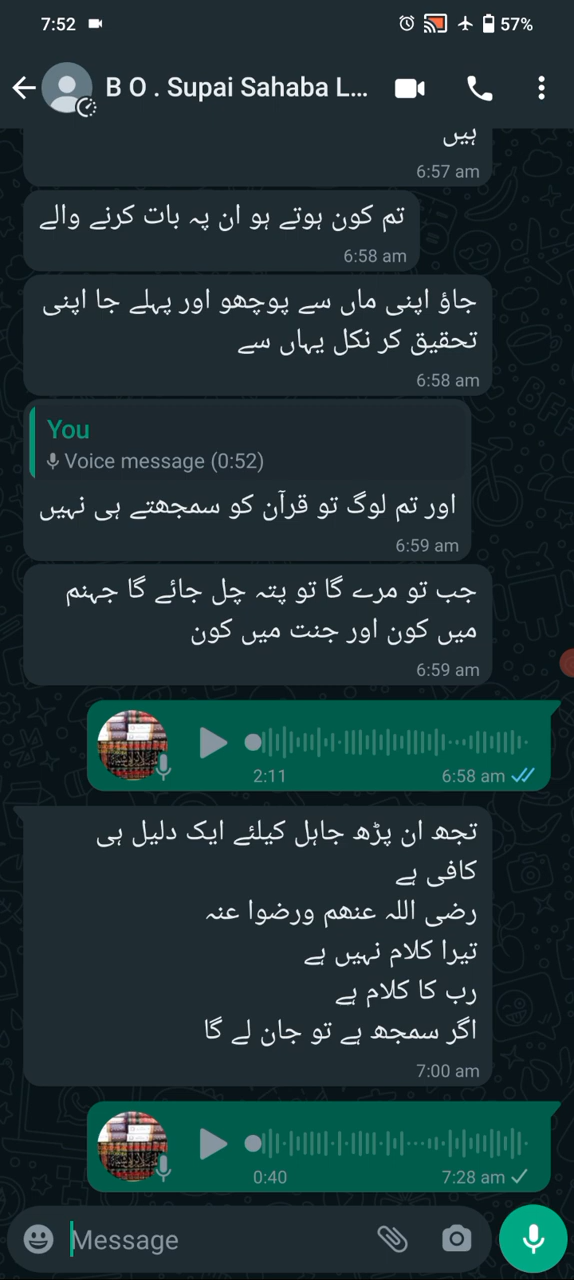 7:52
57%
B O . Supai Sahaba L...
ہیں
6:57 am
تم کون ہوتے ہو ان پہ بات کرنے والے
6:58 am
جاؤ اپنی ماں سے پوچھو اور پہلے جا اپنی
تحقیق کر نکل یہاں سے
6:58 am
You
Voice message (0:52)
اور تم لوگ تو قرآن کو سمجھتے ہی نہیں
6:59 am
جب تو مرے گا تو پتہ چل جائے گا جہنم
میں کون اور جنت میں کون
6:59 am
2:11
6:58 am
تجھ ان پڑھ جاہل کیلئے ایک دلیل ہی
کافی ہے
رضی اللہ عنھم ورضوا عنہ
تیرا کلام نہیں ہے
رب کا کلام ہے
اگر سمجھ ہے تو جان لے گا
7:00 am
0:40
7:28 am
Message